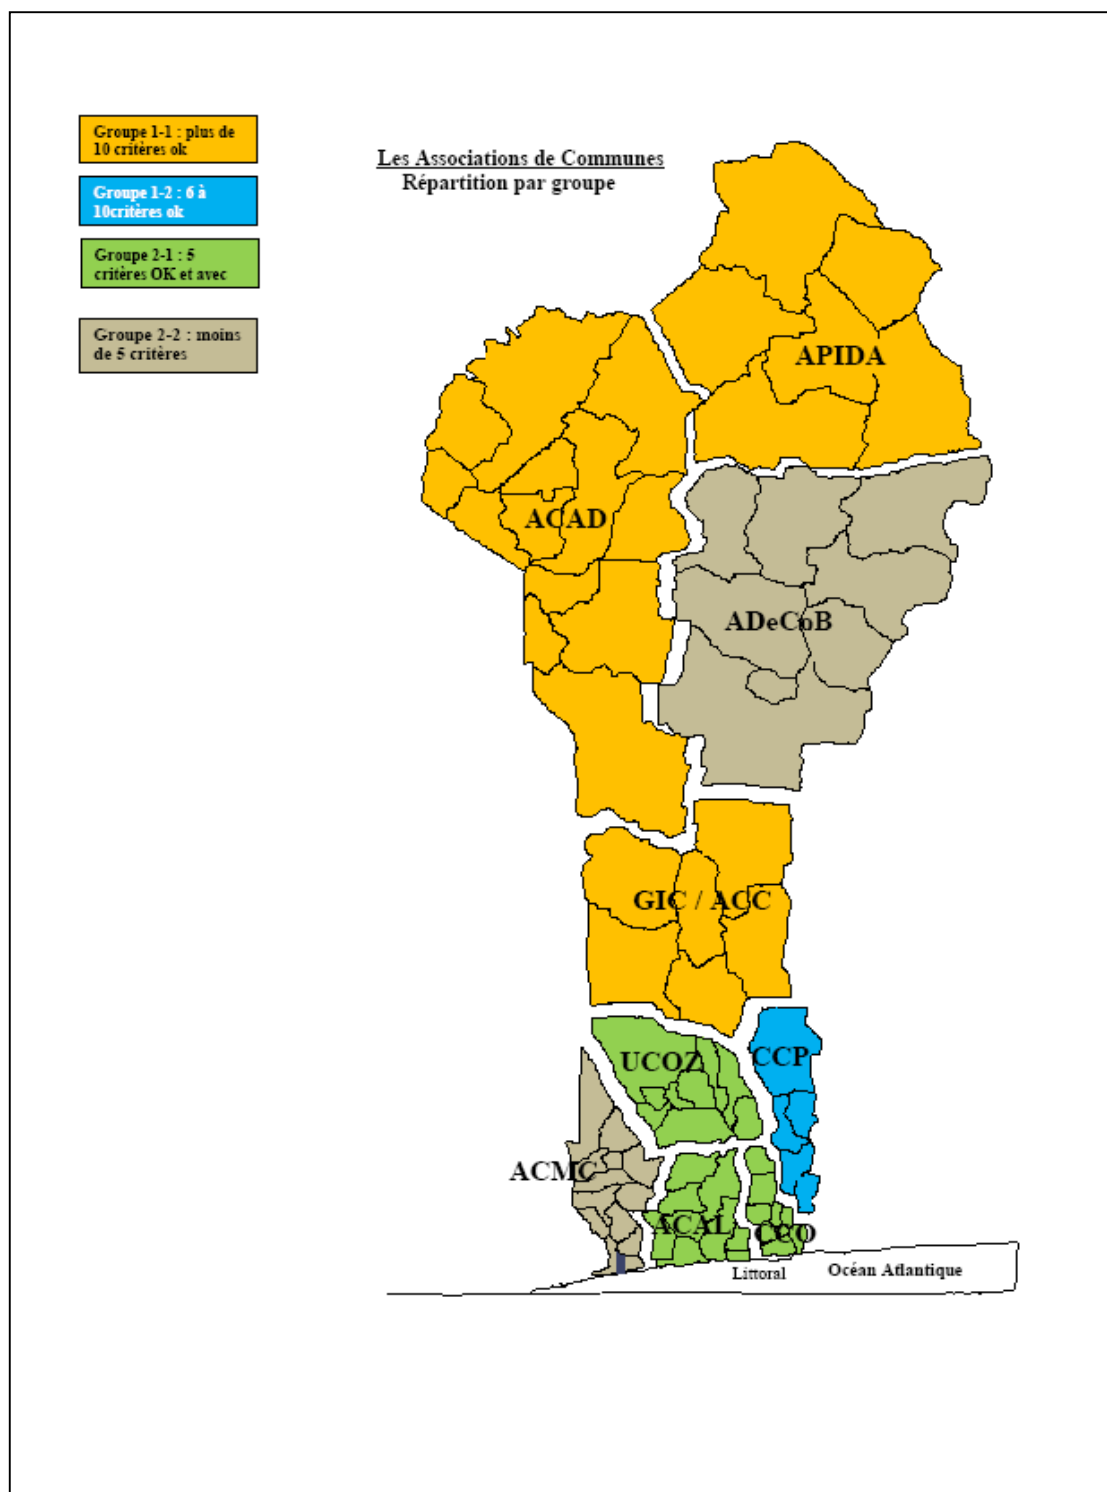 Groupe 1-1 : plus de
10 critères ok
Groupe 1-2 : 6 à
10critères ok
Groupe 2-1 : 5
critères OK et avec
Groupe 2-2 : moins
de 5 critères
Les Associations de Communes
Répartition par groupe
APIDA
ACAD
ADeCoB
GIC / ACC
UCOZ
CCP
ACMC
ACAL
CCO
Littoral
Océan Atlantique